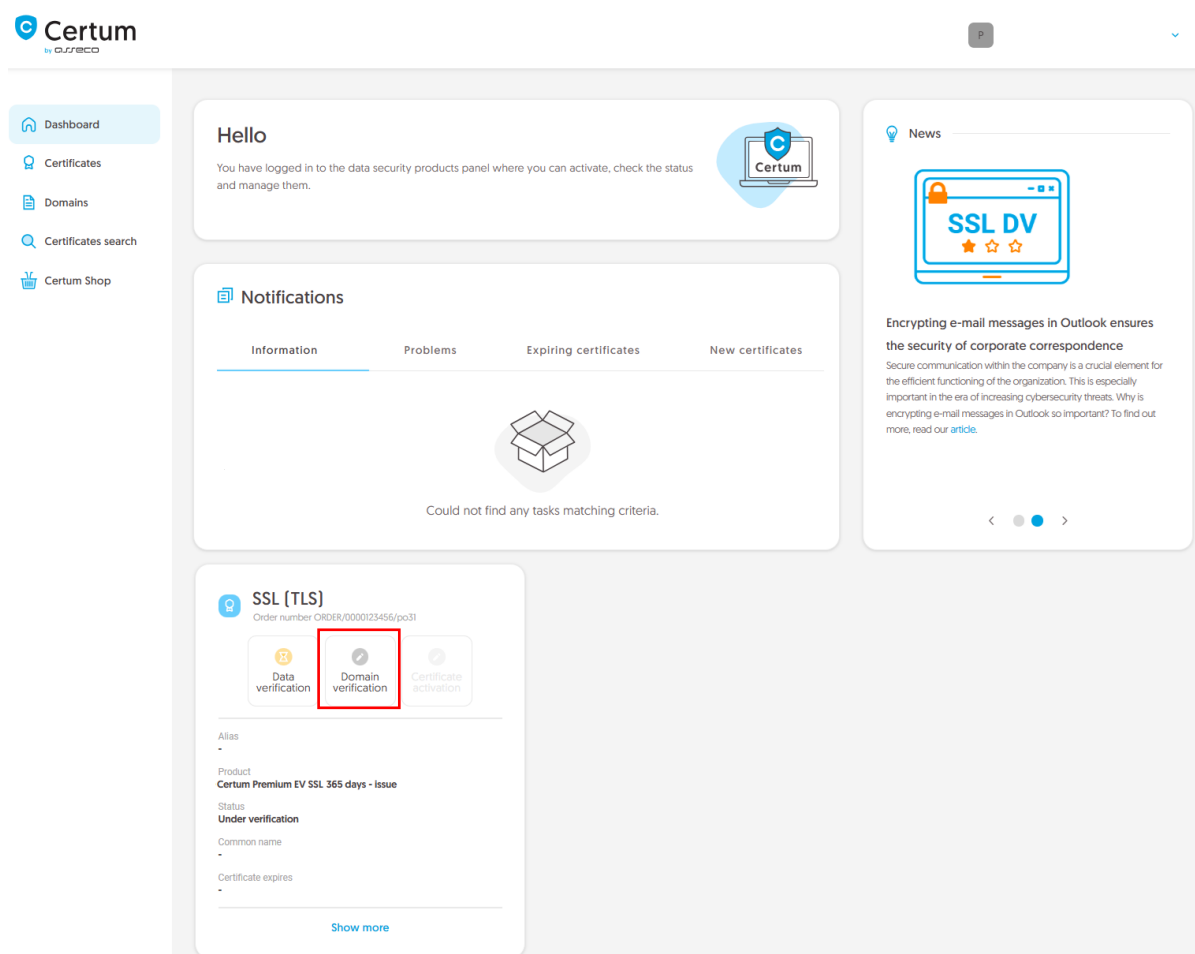 Certum
by asseco
P
Dashboard
Certificates
Domains
Certificates search
Certum Shop
Hello
You have logged in to the data security products panel where you can activate, check the status
and manage them.
Certum
Notifications
Information Problems Expiring certificates New certificates
Could not find any tasks matching criteria.
News
SSL DV
Encrypting e-mail messages in Outlook ensures
the security of corporate correspondence
Secure communication within the company is a crucial element for
the efficient functioning of the organization. This is especially
important in the era of increasing cybersecurity threats. Why is
encrypting e-mail messages in Outlook so important? To find out
more, read our article.
SSL (TLS)
Order number ORDER/0000123456/po31
Data
verification
Domain
verification
Certificate
activation
Alias
-
Product
Certum Premium EV SSL 365 days - issue
Status
Under verification
Common name
-
Certificate expires
-
Show more